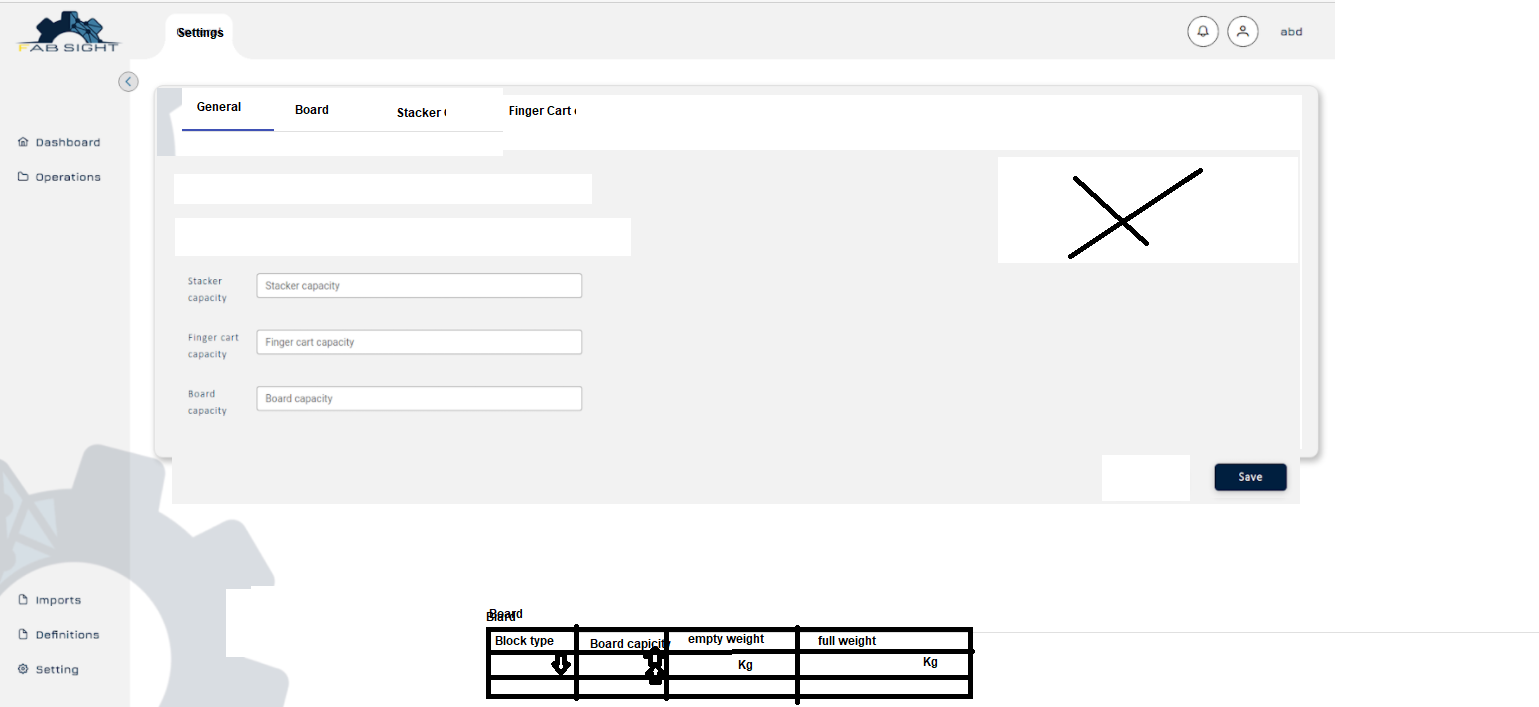 FAB SIGHT
Settings
abd
General
Board
Stacker
Finger Cart
Dashboard
Operations
Stacker
capacity
Stacker capacity
Finger cart
capacity
Finger cart capacity
Board
capacity
Board capacity
Save
Imports
Definitions
Setting
Board
Block type
Board capicity
empty weight
full weight
Kg
Kg